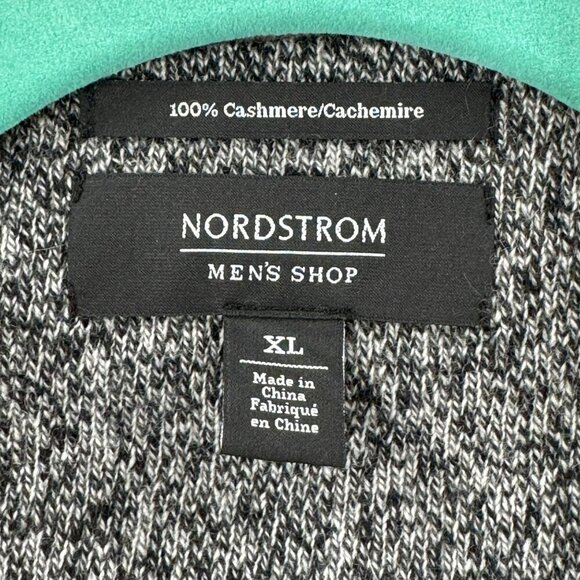 100% Cashmere/Cachemire
NORDSTROM
MEN'S SHOP
XL
Made in
China
Fabriqué
en Chine